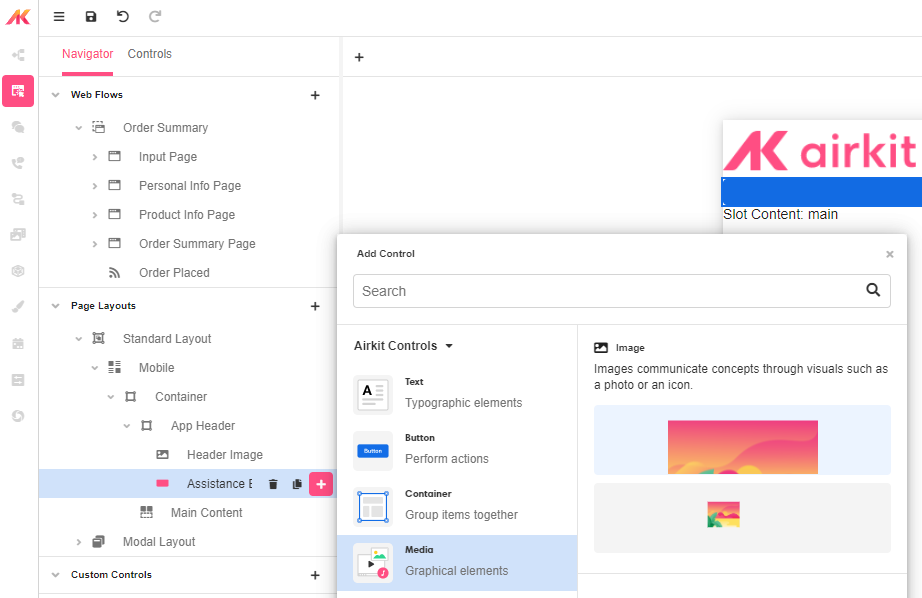 Navigator Controls
Web Flows
Order Summary
Input Page
Personal Info Page
Product Info Page
Order Summary Page
Order Placed
Page Layouts
Standard Layout
Mobile
Container
App Header
Header Image
Assistance E
Main Content
Modal Layout
Custom Controls
airkit
Slot Content: main
Add Control
Search
Airkit Controls
Text
Typographic elements
Button
Button
Perform actions
Container
Group items together
Media
Graphical elements
Image
Images communicate concepts through visuals such as
a photo or an icon.